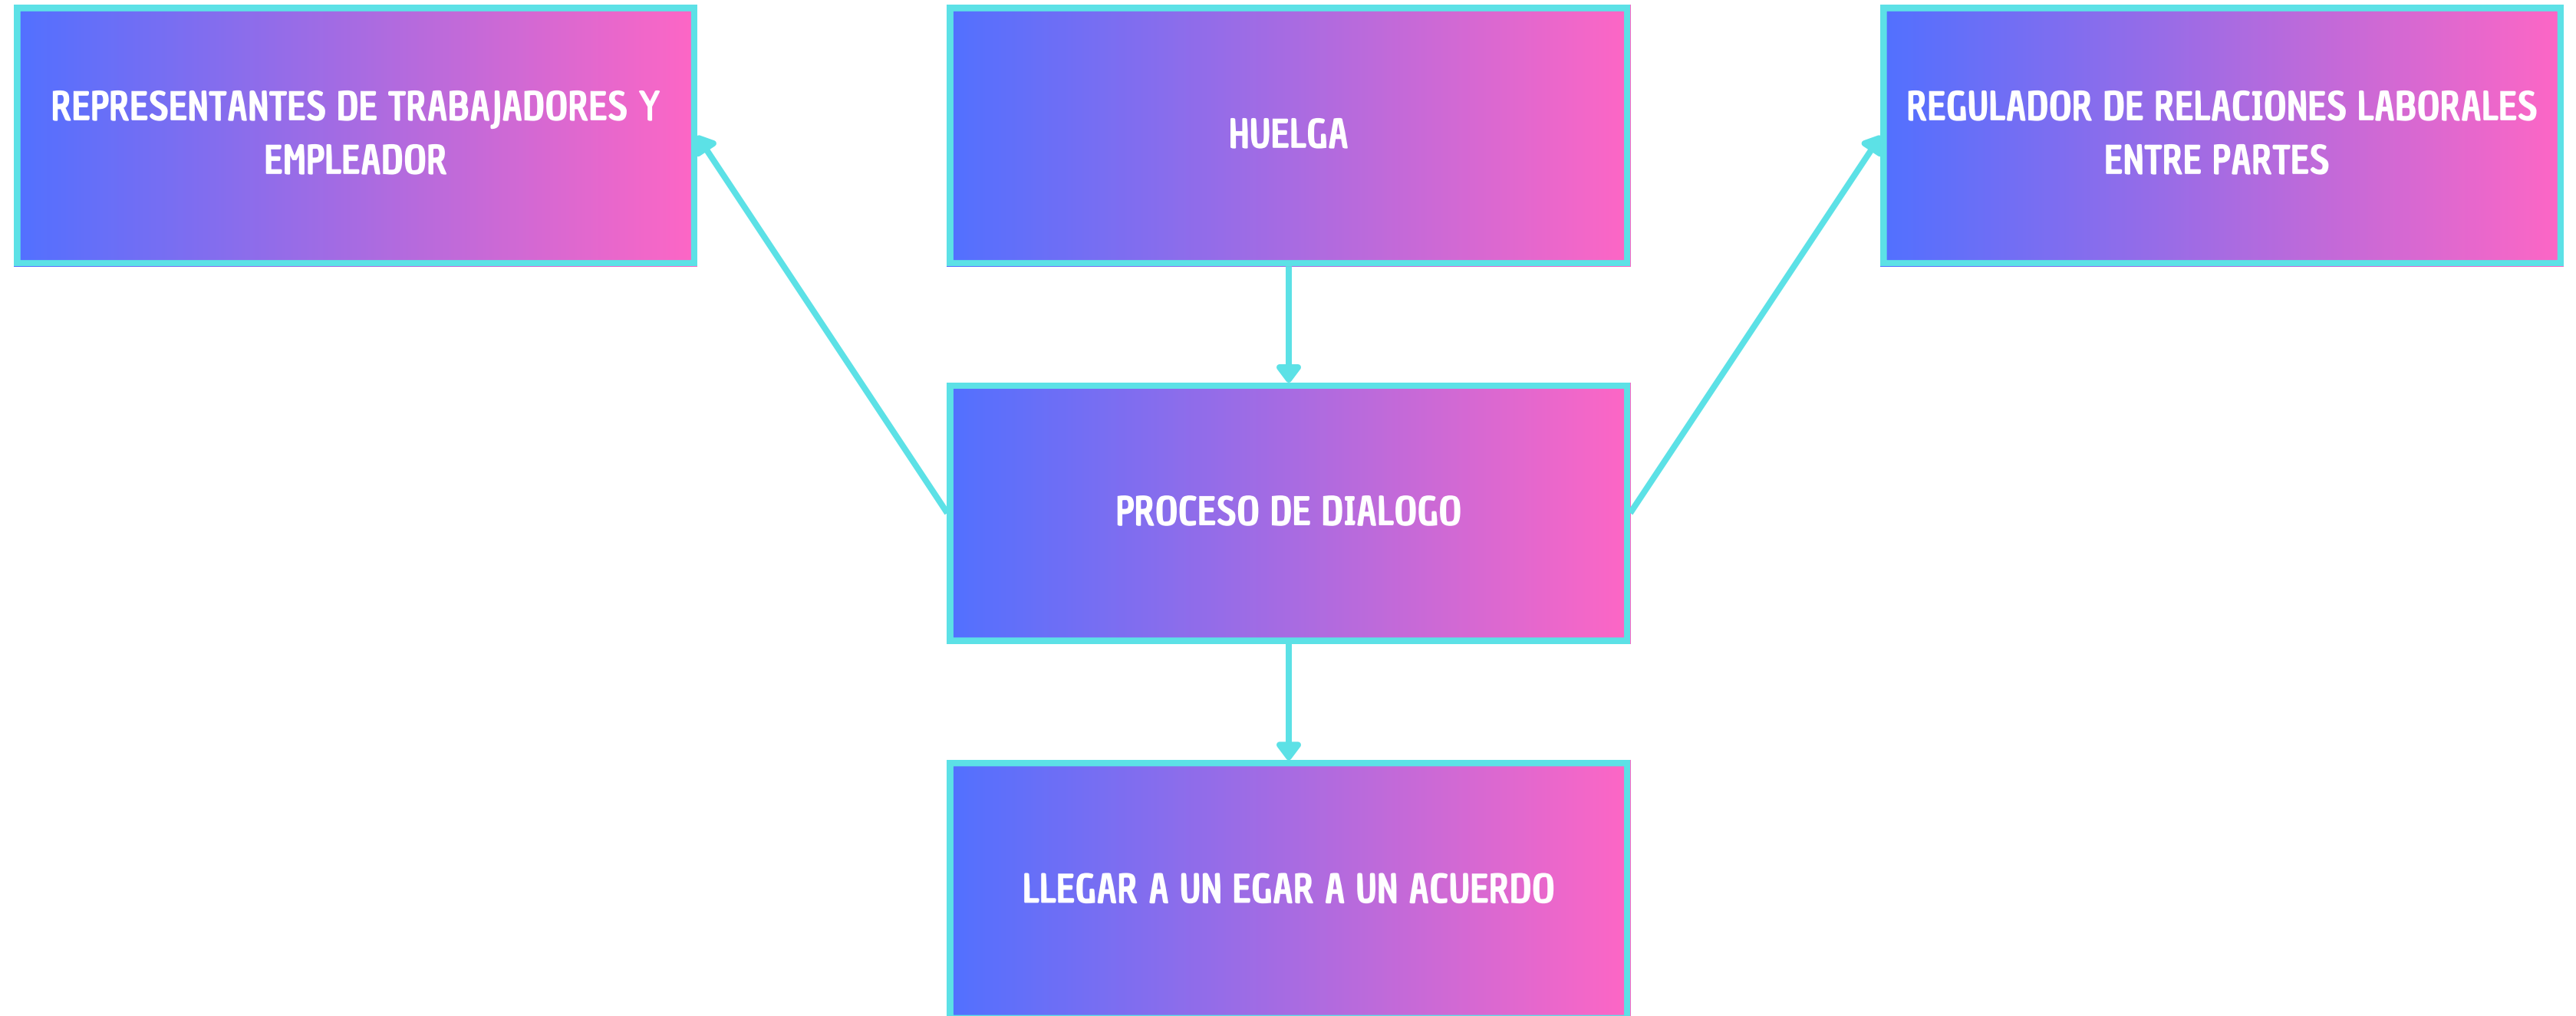 REPRESENTANTES DE TRABAJADORES Y
EMPLEADOR
HUELGA
REGULADOR DE RELACIONES LABORALES
ENTRE PARTES
PROCESO DE DIALOGO
LLEGAR A UN EGAR A UN ACUERDO